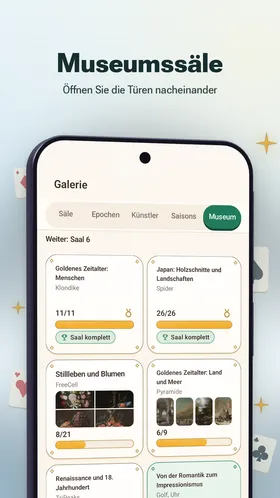 Museumssäle
Öffnen Sie die Türen nacheinander
Galerie
Säle
Epochen
Künstler
Saisons
Museum
Weiter: Saal 6
Goldenes Zeitalter:
Menschen
Klondike
11/11
Saal komplett
Japan: Holzschnitte und
Landschaften
Spider
26/26
Saal komplett
Stillleben und Blumen
FreeCell
8/21
Goldenes Zeitalter: Land
und Meer
Pyramide
6/9
Renaissance und 18.
Jahrhundert
TriPeaks
Von der Romantik zum
Impressionismus
Golf, Uhr